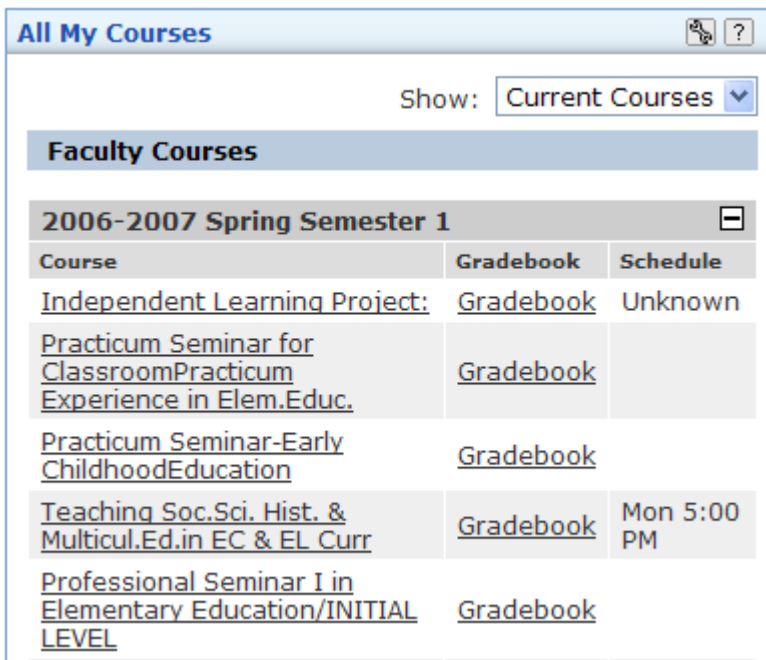 All My Courses ?
Show: Current Courses
Faculty Courses
2006-2007 Spring Semester 1
Course Gradebook Schedule
Independent Learning Project: Gradebook Unknown
Practicum Seminar for
ClassroomPracticum
Experience in Elem.Educ.
Gradebook
Practicum Seminar-Early
ChildhoodEducation
Gradebook
Teaching Soc.Sci. Hist. &
Multicul.Ed.in EC & EL Curr
Gradebook
Mon 5:00
PM
Professional Seminar I in
Elementary Education/INITIAL
LEVEL
Gradebook